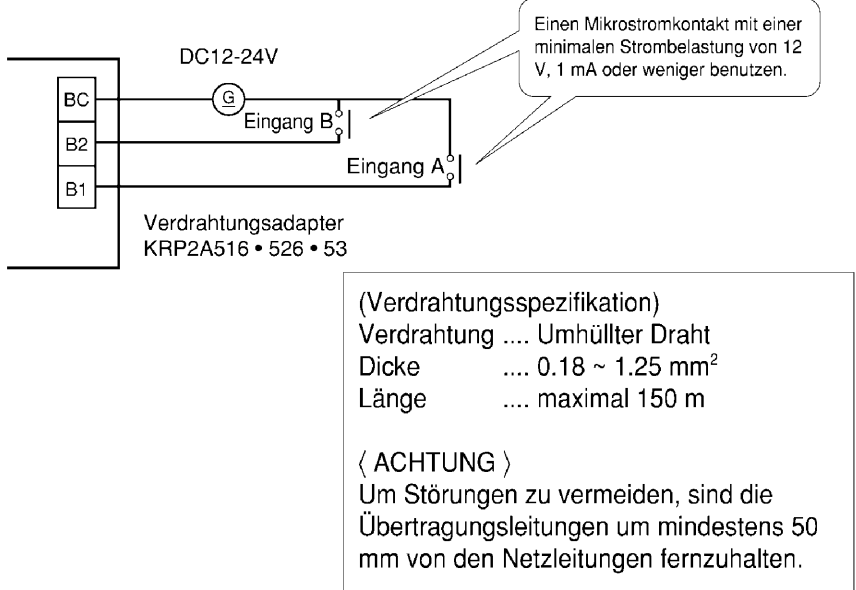 Einen Mikrostromkontakt mit einer
minimalen Strombelastung von 12
V, 1 mA oder weniger benutzen.
DC12-24V
BC
G
Eingang B
B2
Eingang A
B1
Verdrahtungsadapter
KRP2A516 • 526 • 53
(Verdrahtungsspezifikation)
Verdrahtung .... Umhüllter Draht
Dicke .... 0.18 ~ 1.25 mm²
Länge .... maximal 150 m
〈 ACHTUNG 〉
Um Störungen zu vermeiden, sind die
Übertragungsleitungen um mindestens 50
mm von den Netzleitungen fernzuhalten.